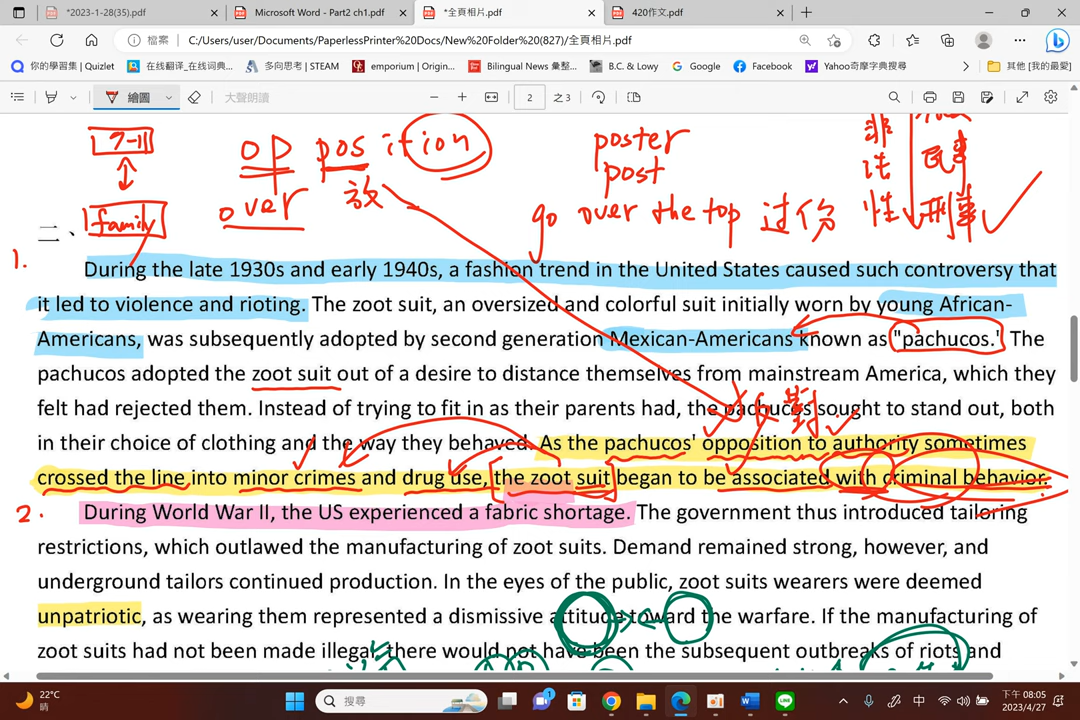 *2023-1-28(35).pdf
Microsoft Word - Part2 ch1.pdf
*全頁相片.pdf
420作文.pdf
檔案
C:/Users/user/Documents/PaperlessPrinter%20Docs/New%20Folder%20(827)/全頁相片.pdf
你的學習集 | Quizlet
在线翻译_在线词典...
多向思考 | STEAM
emporium | Origin...
Bilingual News 彙整...
B.C. & Lowy
Google
Facebook
Yahoo奇摩字典搜尋
其他 [我的最愛]
繪圖
大聲朗讀
2
之3
7-11
op pos ition
poster
非
民事
post
法
family
over
放
go over the top 过份
性
刑事
二、
1.
During the late 1930s and early 1940s, a fashion trend in the United States caused such controversy that
it led to violence and rioting. The zoot suit, an oversized and colorful suit initially worn by young African-
Americans, was subsequently adopted by second generation Mexican-Americans known as "pachucos." The
pachucos adopted the zoot suit out of a desire to distance themselves from mainstream America, which they
felt had rejected them. Instead of trying to fit in as their parents had, the pachucos sought to stand out, both
反對
in their choice of clothing and the way they behaved. As the pachucos' opposition to authority sometimes
crossed the line into minor crimes and drug use, the zoot suit began to be associated with criminal behavior.
2.
During World War II, the US experienced a fabric shortage. The government thus introduced tailoring
restrictions, which outlawed the manufacturing of zoot suits. Demand remained strong, however, and
underground tailors continued production. In the eyes of the public, zoot suits wearers were deemed
unpatriotic, as wearing them represented a dismissive attitude toward the warfare. If the manufacturing of
zoot suits had not been made illegal, there would not have been the subsequent outbreaks of riots and
22°C
晴
搜尋
1
中
下午 08:05
2023/4/27